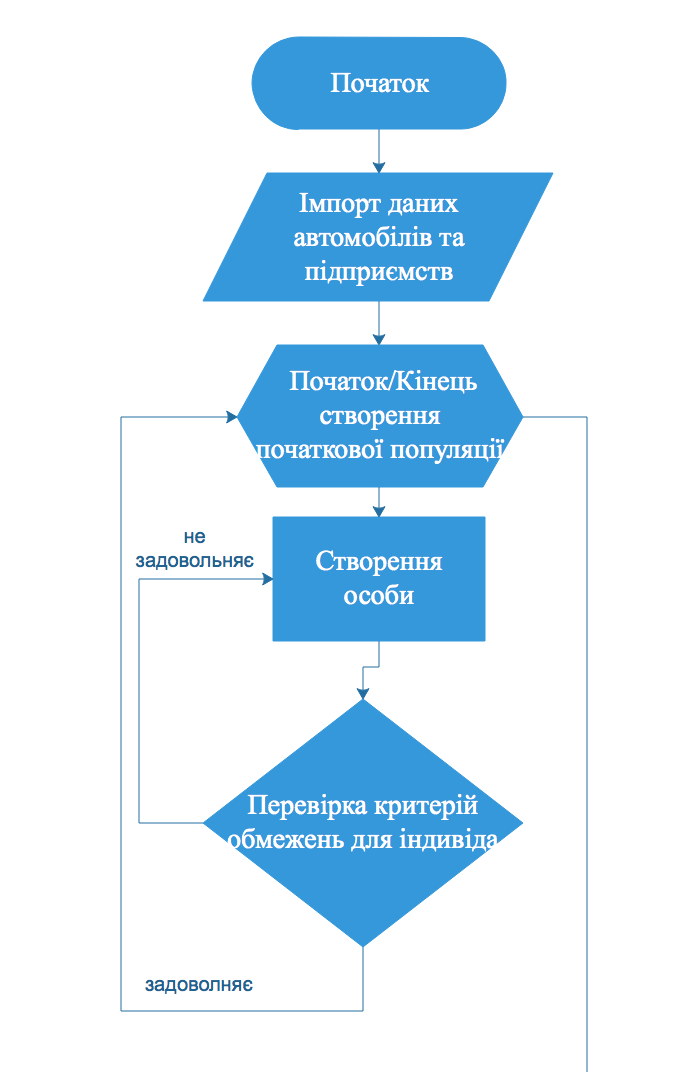 Початок
Імпорт даних
автомобілів та
підприємств
Початок/Кінець
створення
початкової популяції
не
задовольняє
Створення
особи
Перевірка критерій
обмежень для індивіда
задоволняє